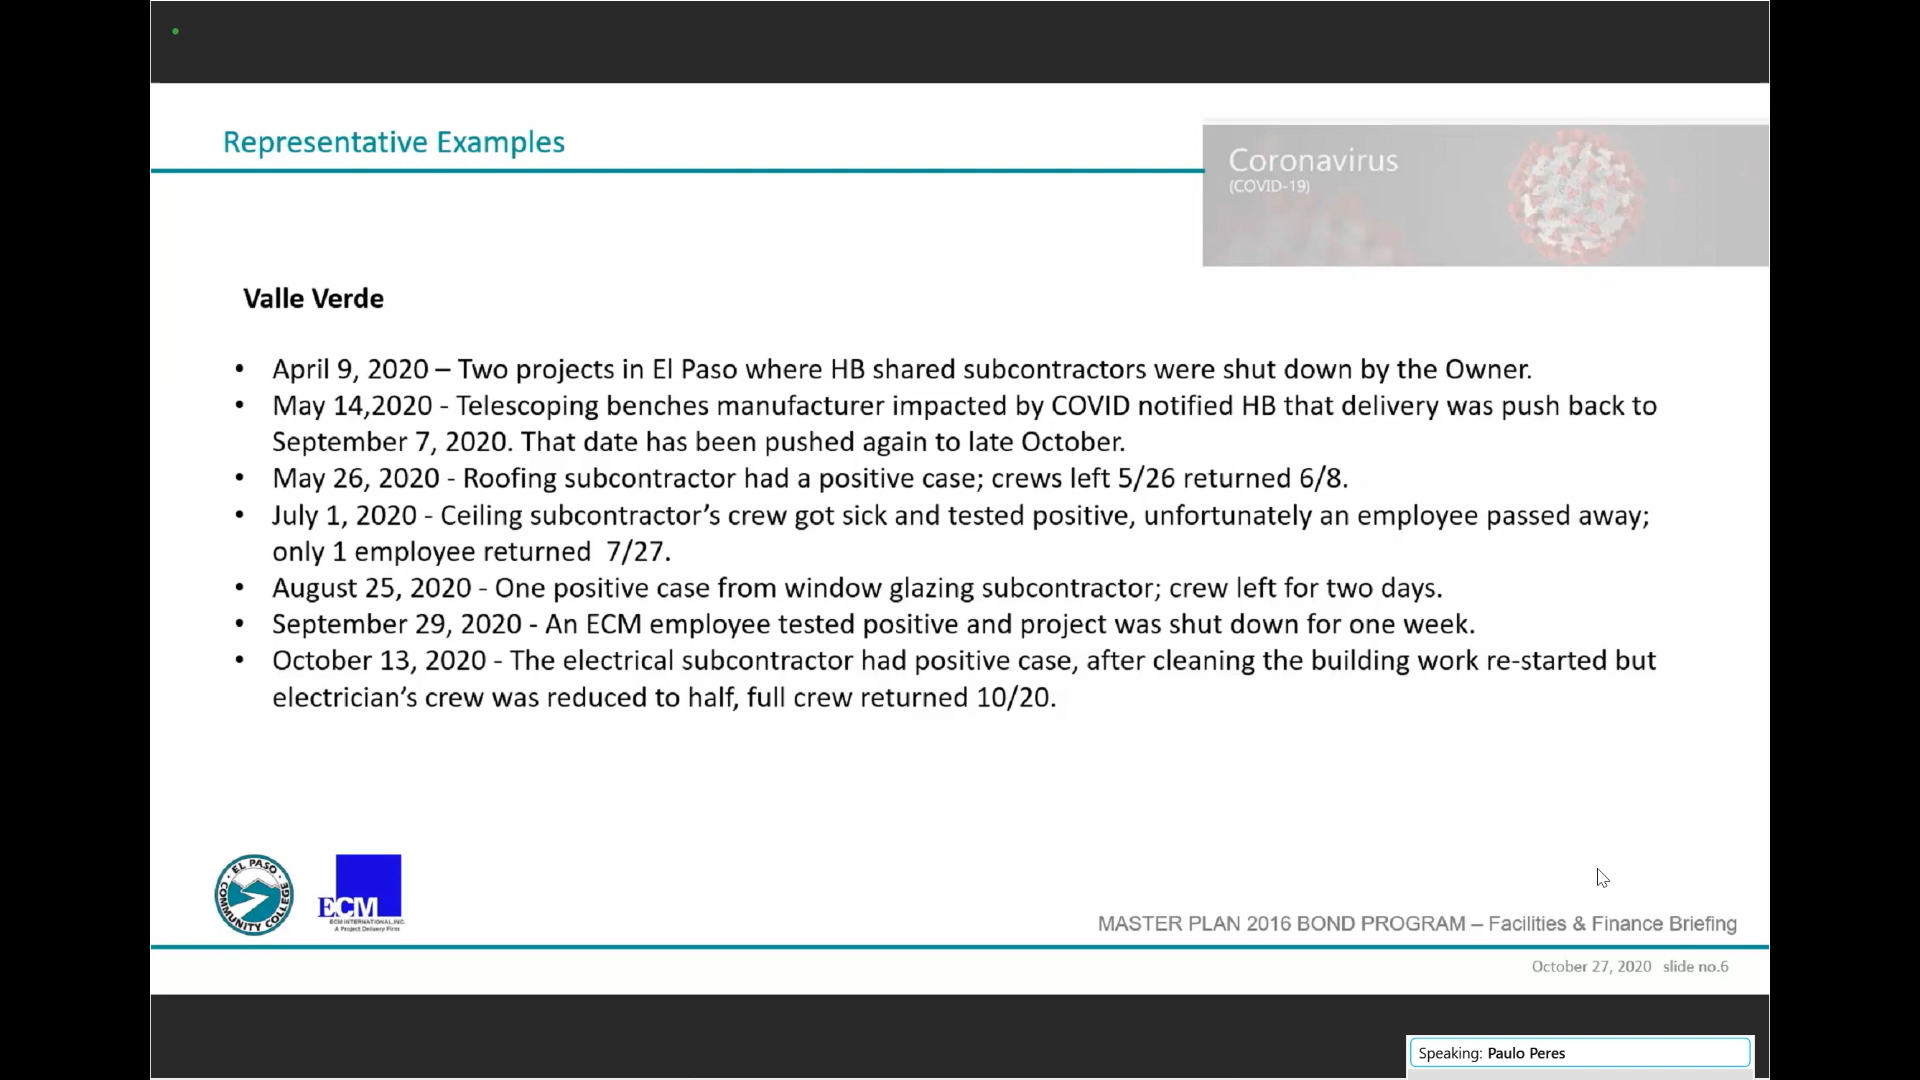 Representative Examples
Coronavirus
(COVID-19)
Valle Verde
• April 9, 2020 – Two projects in El Paso where HB shared subcontractors were shut down by the Owner.
• May 14,2020 - Telescoping benches manufacturer impacted by COVID notified HB that delivery was push back to
September 7, 2020. That date has been pushed again to late October.
• May 26, 2020 - Roofing subcontractor had a positive case; crews left 5/26 returned 6/8.
• July 1, 2020 - Ceiling subcontractor’s crew got sick and tested positive, unfortunately an employee passed away;
only 1 employee returned  7/27.
• August 25, 2020 - One positive case from window glazing subcontractor; crew left for two days.
• September 29, 2020 - An ECM employee tested positive and project was shut down for one week.
• October 13, 2020 - The electrical subcontractor had positive case, after cleaning the building work re-started but
electrician’s crew was reduced to half, full crew returned 10/20.
EL PASO
COMMUNITY COLLEGE
ECM
ECM INTERNATIONAL, INC.
A Project Delivery Firm
MASTER PLAN 2016 BOND PROGRAM – Facilities & Finance Briefing
October 27, 2020 slide no.6
Speaking: Paulo Peres